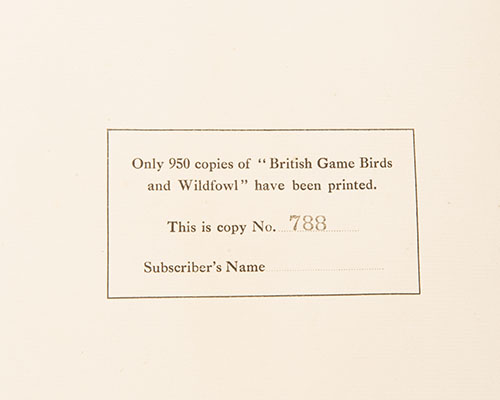 Only 950 copies of “British Game Birds
and Wildfowl” have been printed.
This is copy No. 788
Subscriber's Name